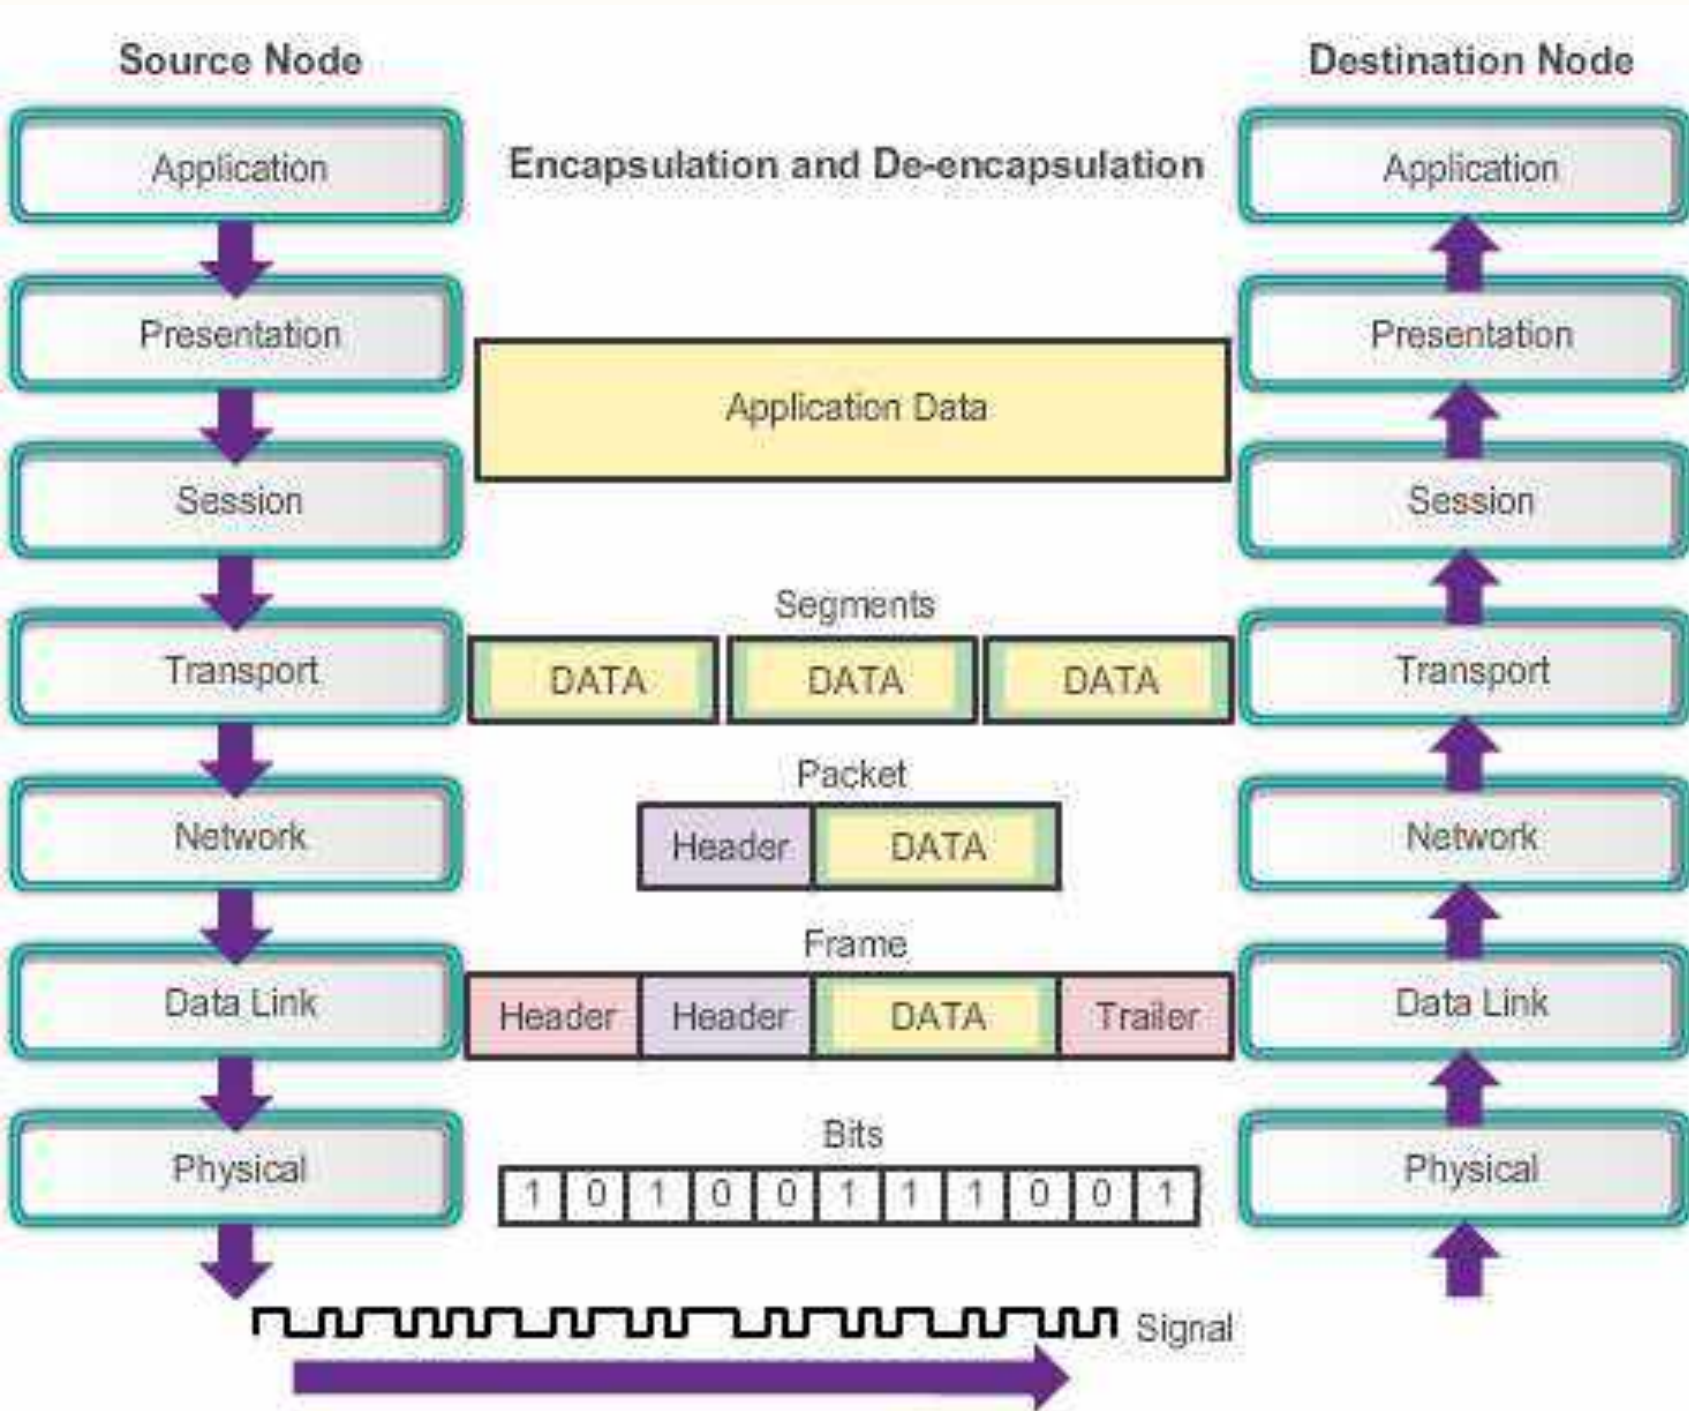 Source Node
Destination Node
Application
Encapsulation and De-encapsulation
Application
Presentation
Presentation
Application Data
Session
Session
Segments
Transport
DATA
DATA
DATA
Transport
Packet
Network
Header
DATA
Network
Frame
Data Link
Header
Header
DATA
Trailer
Data Link
Bits
Physical
1 0 1 0 0 1 1 1 0 0 1
Physical
Signal